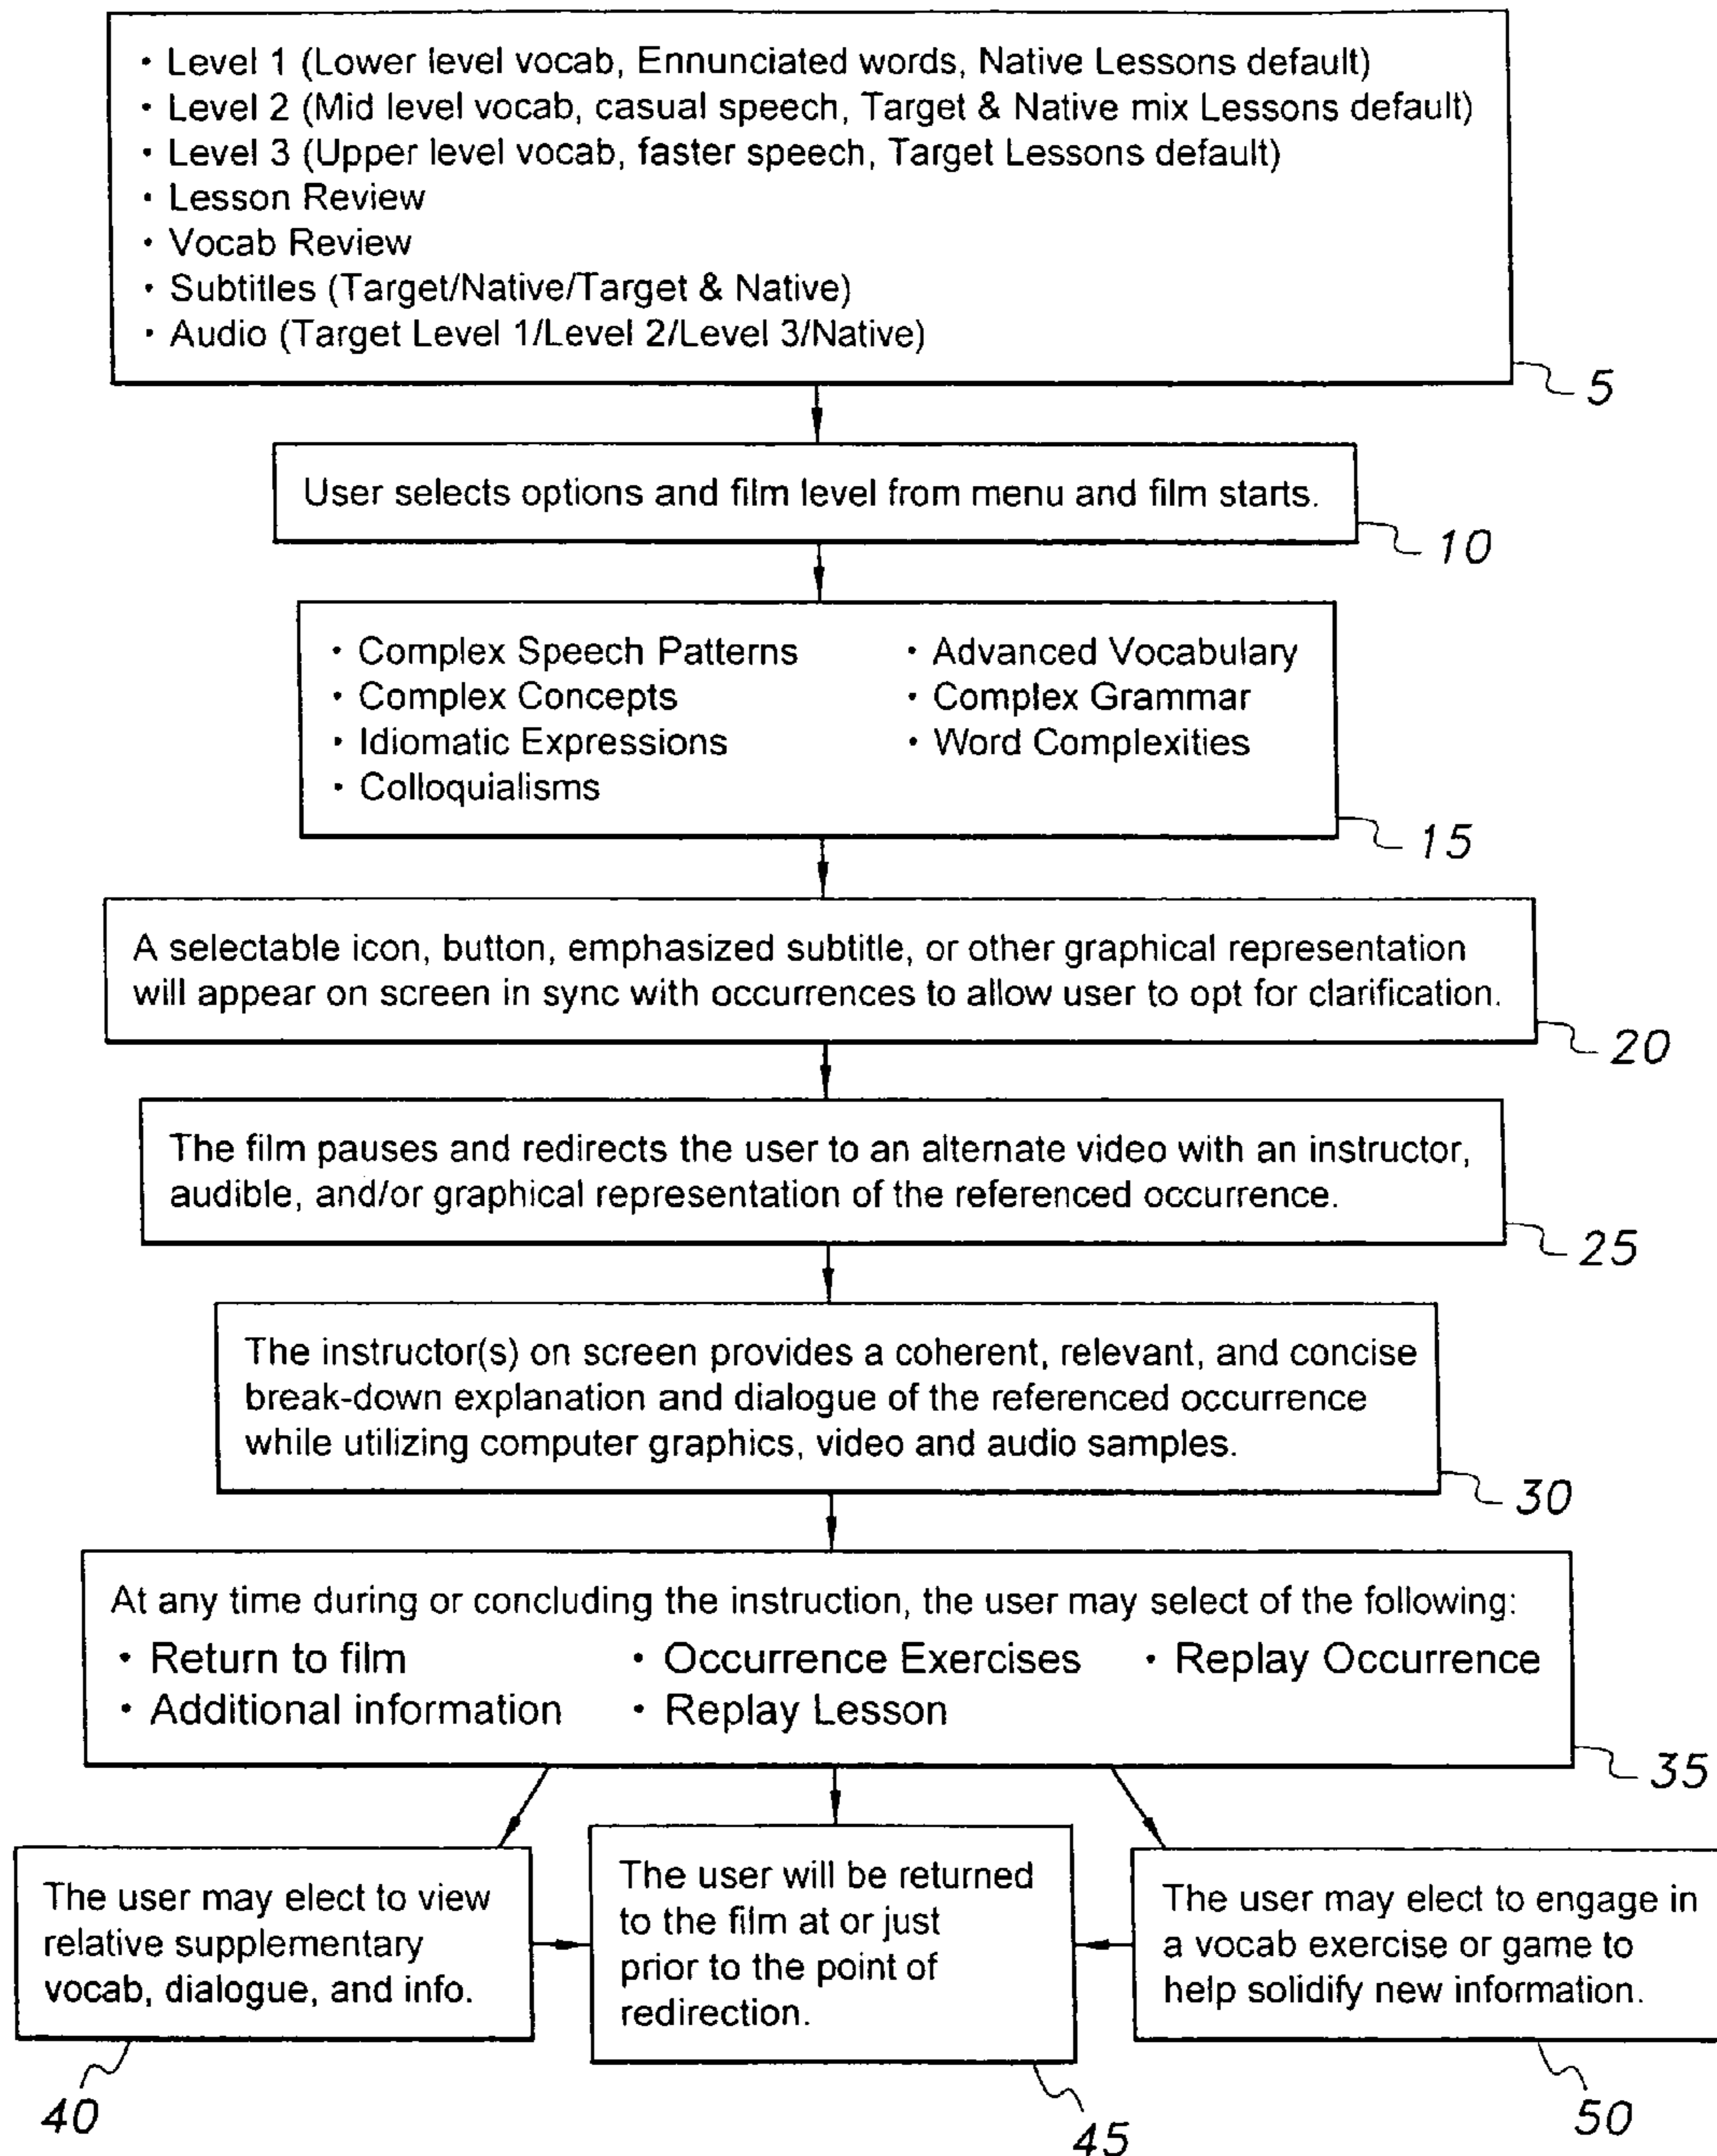 · Level 1 (Lower level vocab, Ennunciated words, Native Lessons default)
· Level 2 (Mid level vocab, casual speech, Target & Native mix Lessons default)
· Level 3 (Upper level vocab, faster speech, Target Lessons default)
· Lesson Review
· Vocab Review
· Subtitles (Target/Native/Target & Native)
· Audio (Target Level 1/Level 2/Level 3/Native)
5
User selects options and film level from menu and film starts.
10
· Complex Speech Patterns · Advanced Vocabulary
· Complex Concepts · Complex Grammar
· Idiomatic Expressions · Word Complexities
· Colloquialisms
15
A selectable icon, button, emphasized subtitle, or other graphical representation
will appear on screen in sync with occurrences to allow user to opt for clarification.
20
The film pauses and redirects the user to an alternate video with an instructor,
audible, and/or graphical representation of the referenced occurrence.
25
The instructor(s) on screen provides a coherent, relevant, and concise
break-down explanation and dialogue of the referenced occurrence
while utilizing computer graphics, video and audio samples.
30
At any time during or concluding the instruction, the user may select of the following:
· Return to film · Occurrence Exercises · Replay Occurrence
· Additional information · Replay Lesson
35
The user may elect to view
relative supplementary
vocab, dialogue, and info.
40
The user will be returned
to the film at or just
prior to the point of
redirection.
45
The user may elect to engage in
a vocab exercise or game to
help solidify new information.
50